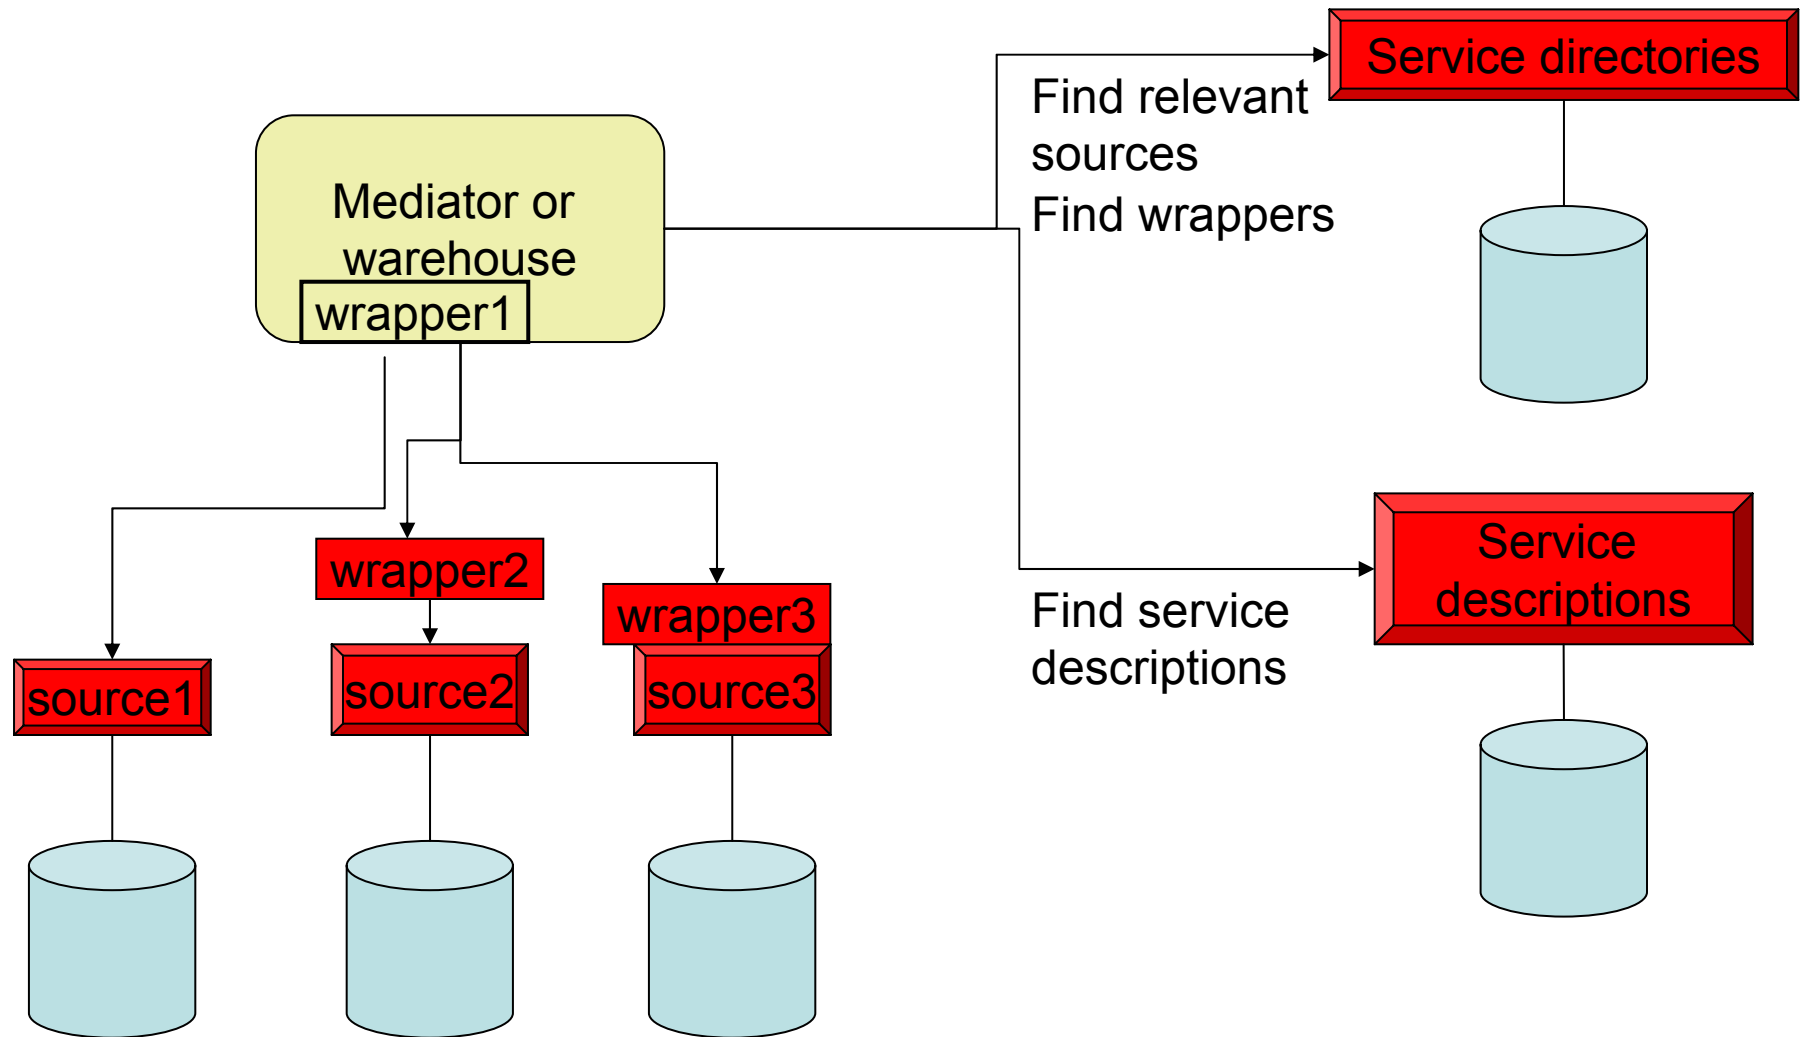 Service directories
Find relevant
sources
Find wrappers
Mediator or
warehouse
wrapper1
wrapper2
wrapper3
source1
source2
source3
Service
descriptions
Find service
descriptions